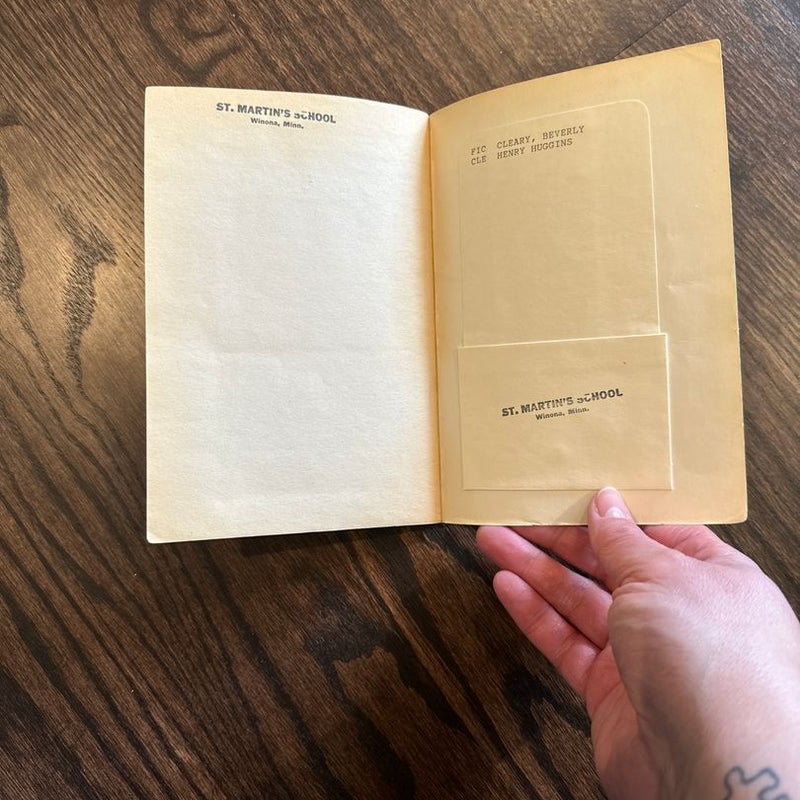 ST. MARTIN'S SCHOOL
Winona, Minn.
FIC CLEARY, BEVERLY
CLE HENRY HUGGINS
ST. MARTIN'S SCHOOL
Winona, Minn.